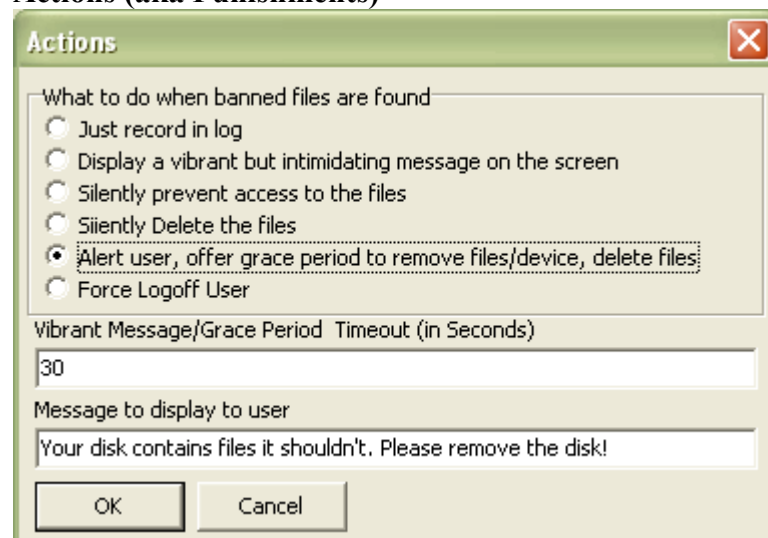 Actions (aka Punishments)
Actions
What to do when banned files are found
Just record in log
Display a vibrant but intimidating message on the screen
Silently prevent access to the files
Siiently Delete the files
Alert user, offer grace period to remove files/device, delete files
Force Logoff User
Vibrant Message/Grace Period Timeout (in Seconds)
30
Message to display to user
Your disk contains files it shouldn't. Please remove the disk!
OK Cancel